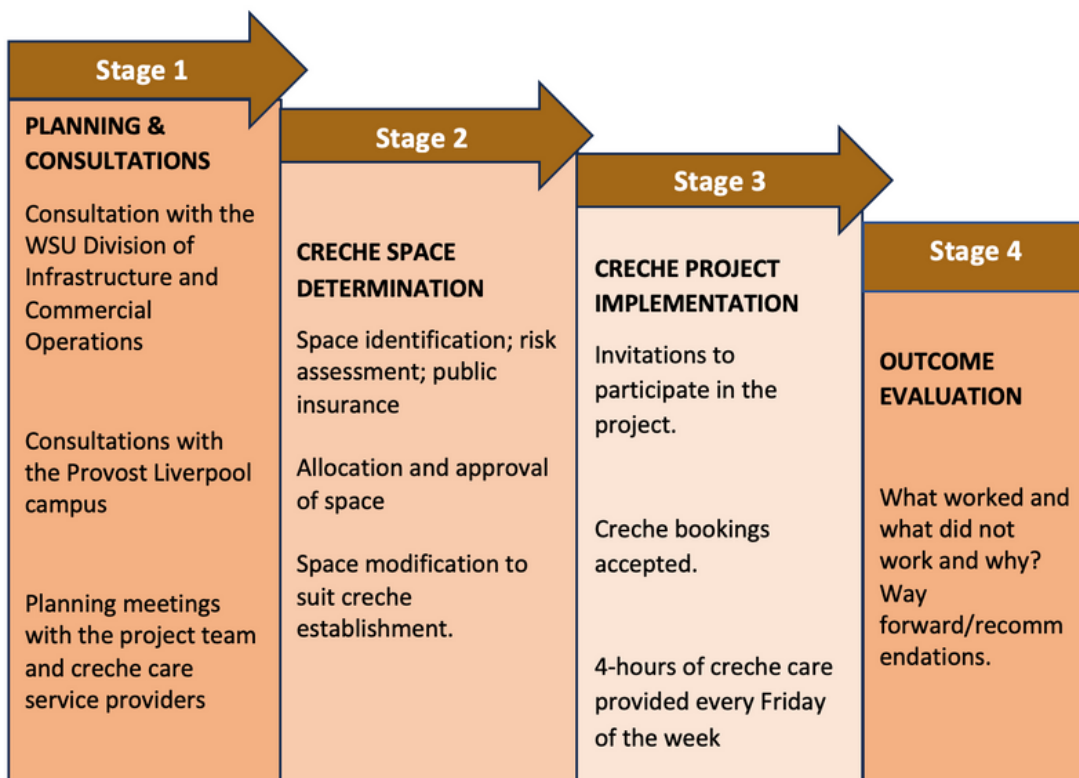 Stage 1
PLANNING &
CONSULTATIONS
Consultation with the
WSU Division of
Infrastructure and
Commercial
Operations
Consultations with
the Provost Liverpool
campus
Planning meetings
with the project team
and creche care
service providers
Stage 2
CRECHE SPACE
DETERMINATION
Space identification; risk
assessment; public
insurance
Allocation and approval
of space
Space modification to
suit creche
establishment.
Stage 3
CRECHE PROJECT
IMPLEMENTATION
Invitations to
participate in the
project.
Creche bookings
accepted.
4-hours of creche care
provided every Friday
of the week
Stage 4
OUTCOME
EVALUATION
What worked and
what did not
work and why?
Way
forward/recomm
endations.